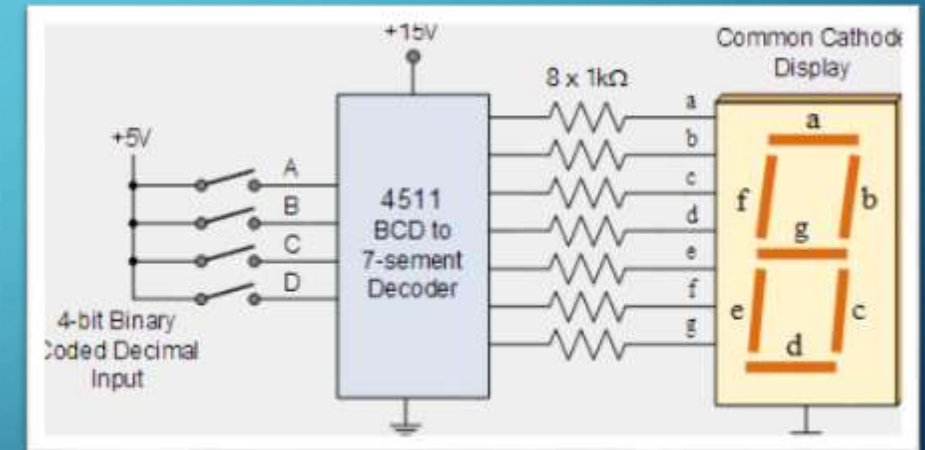 +15V
Common Cathode
Display
8 x 1kΩ
+5V
A
B
C
D
4511
BCD to
7-sement
Decoder
4-bit Binary
Coded Decimal
Input
a
b
c
d
e
f
g
a
f
b
g
e
c
d